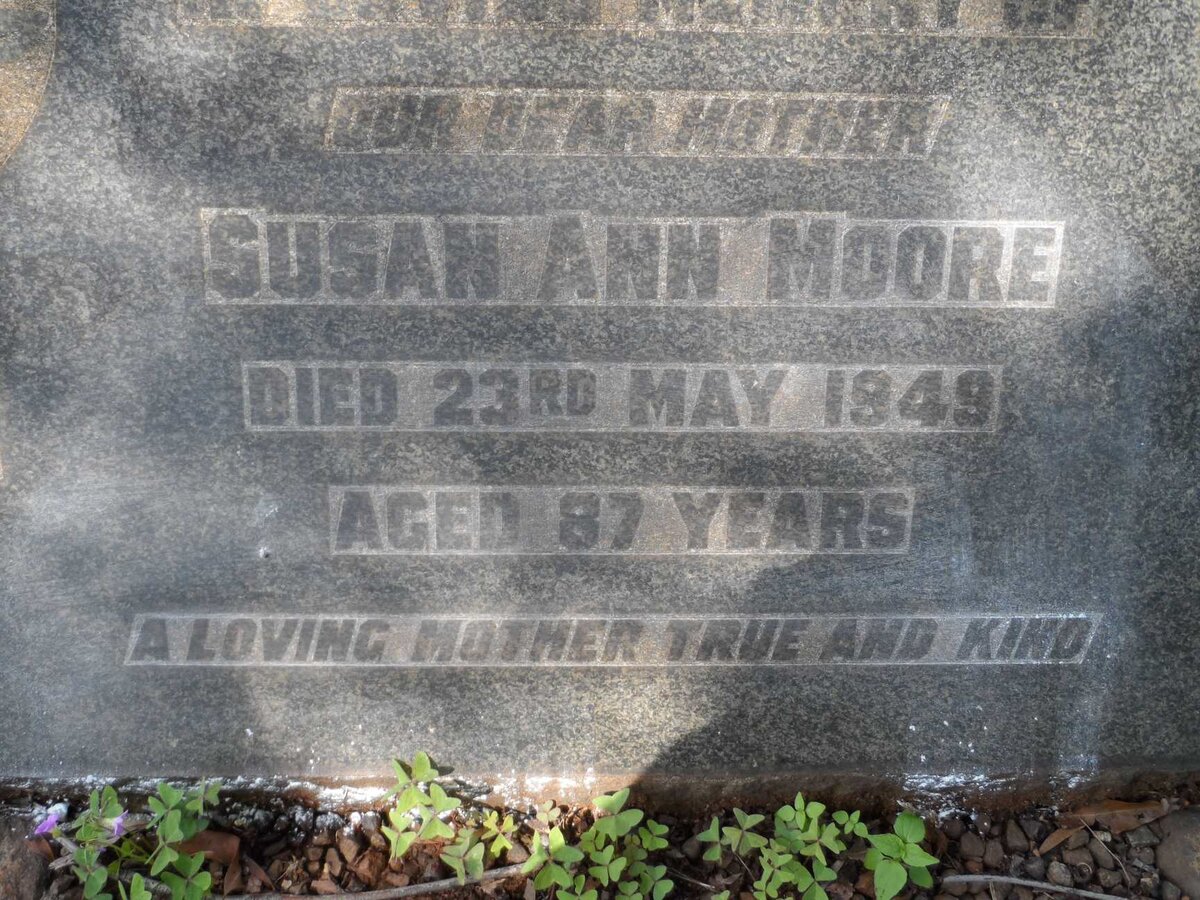 OUR DEAR MOTHER
SUSAN ANN MOORE
DIED 23RD MAY 1949
AGED 87 YEARS
A LOVING MOTHER TRUE AND KIND